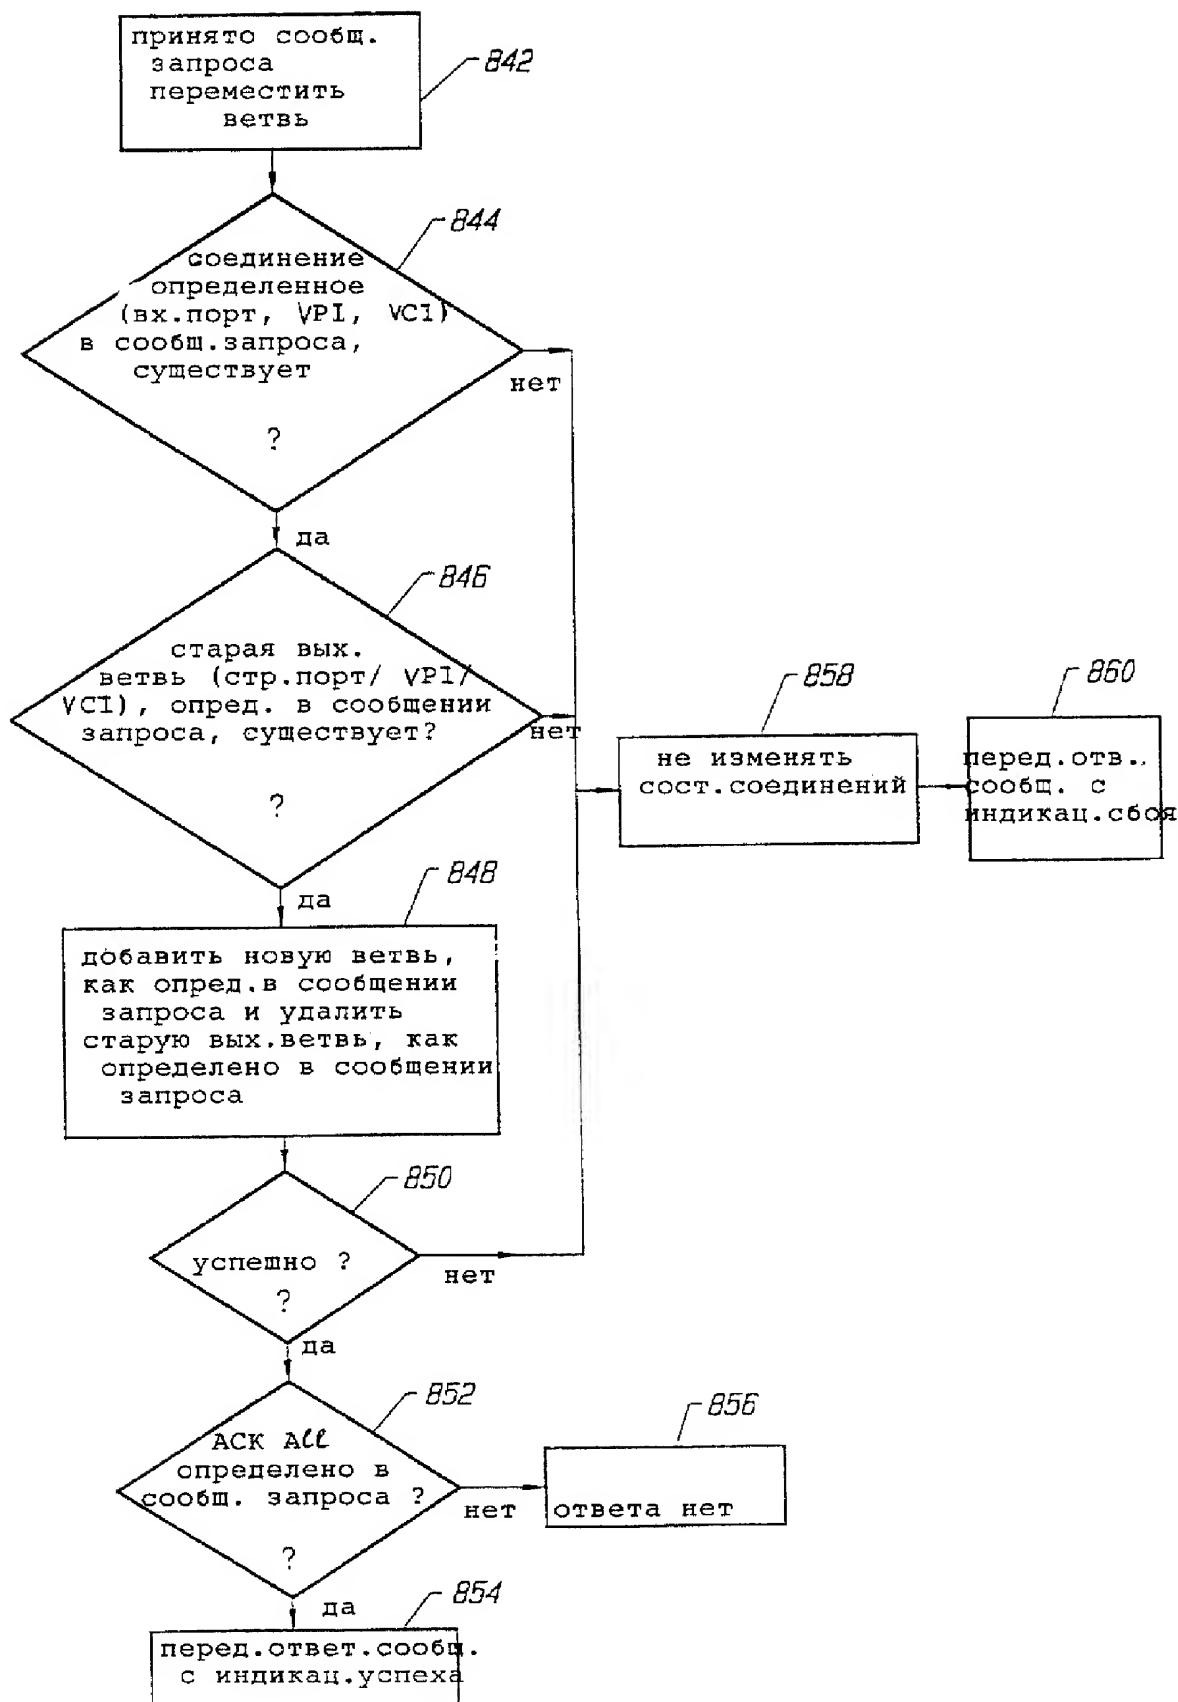 принято сообщ.
запроса
переместить
ветвь
842
844
соединение
определенное
(вх.порт, VPI, VCI)
в сообщ.запроса,
существует
?
нет
да
846
старая вых.
ветвь (стр.порт/ VPI/
VCI), опред. в сообщении
запроса, существует?
?
нет
да
858
не изменять
сост.соединений
860
перед.отв.
сообщ. с
индикац.сбоя
848
добавить новую ветвь,
как опред.в сообщении
запроса и удалить
старую вых.ветвь, как
определено в сообщении
запроса
850
успешно ?
?
нет
да
852
ACK All
определено в
сообщ. запроса ?
?
нет
да
856
ответа нет
854
перед.ответ.сообщ.
с индикац.успеха